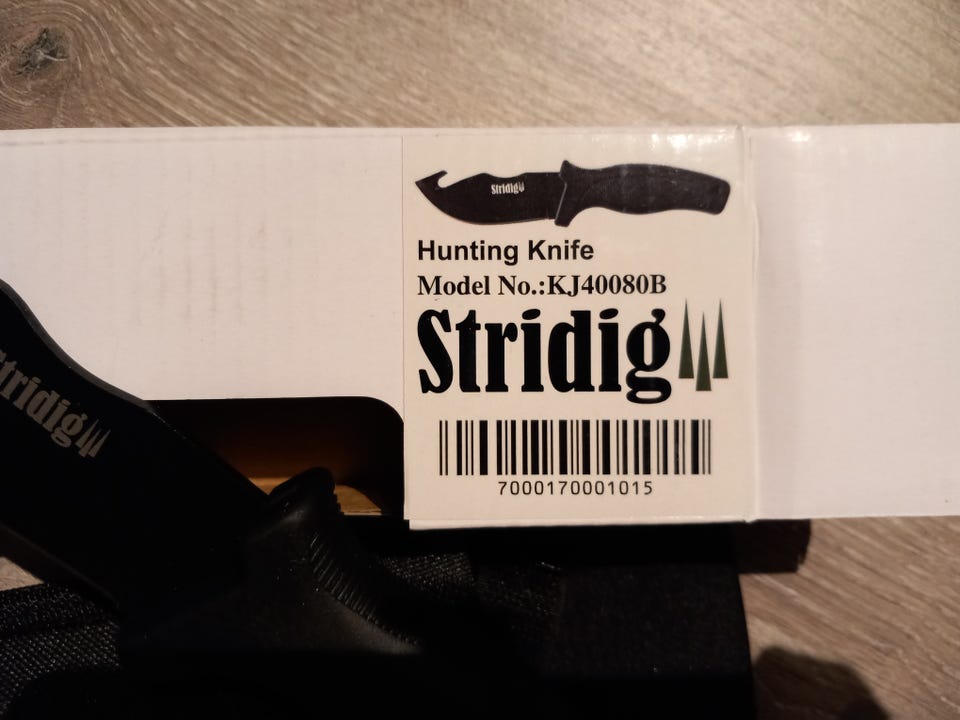 Stridig
Hunting Knife
Model No.:KJ40080B
Stridig
7000170001015
Stridig